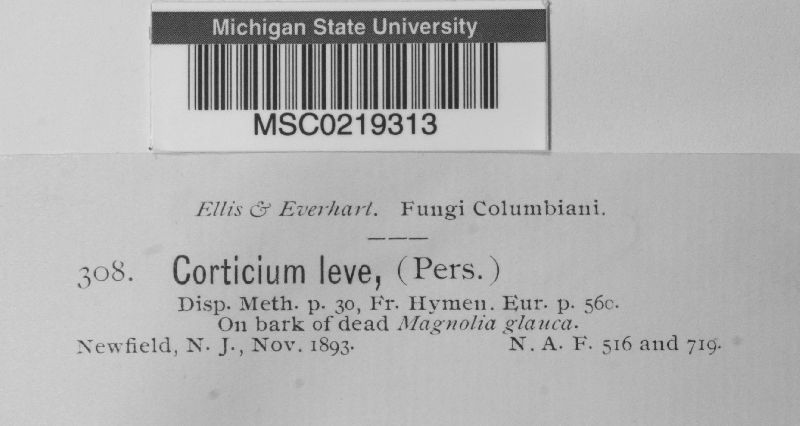 Michigan State University
MSC0219313
Ellis & Everhart. Fungi Columbiani.
308. Corticium leve, (Pers.)
Disp. Meth. p. 30, Fr. Hymen. Eur. p. 560.
On bark of dead Magnolia glauca.
Newfield, N. J., Nov. 1893. N. A. F. 516 and 719.